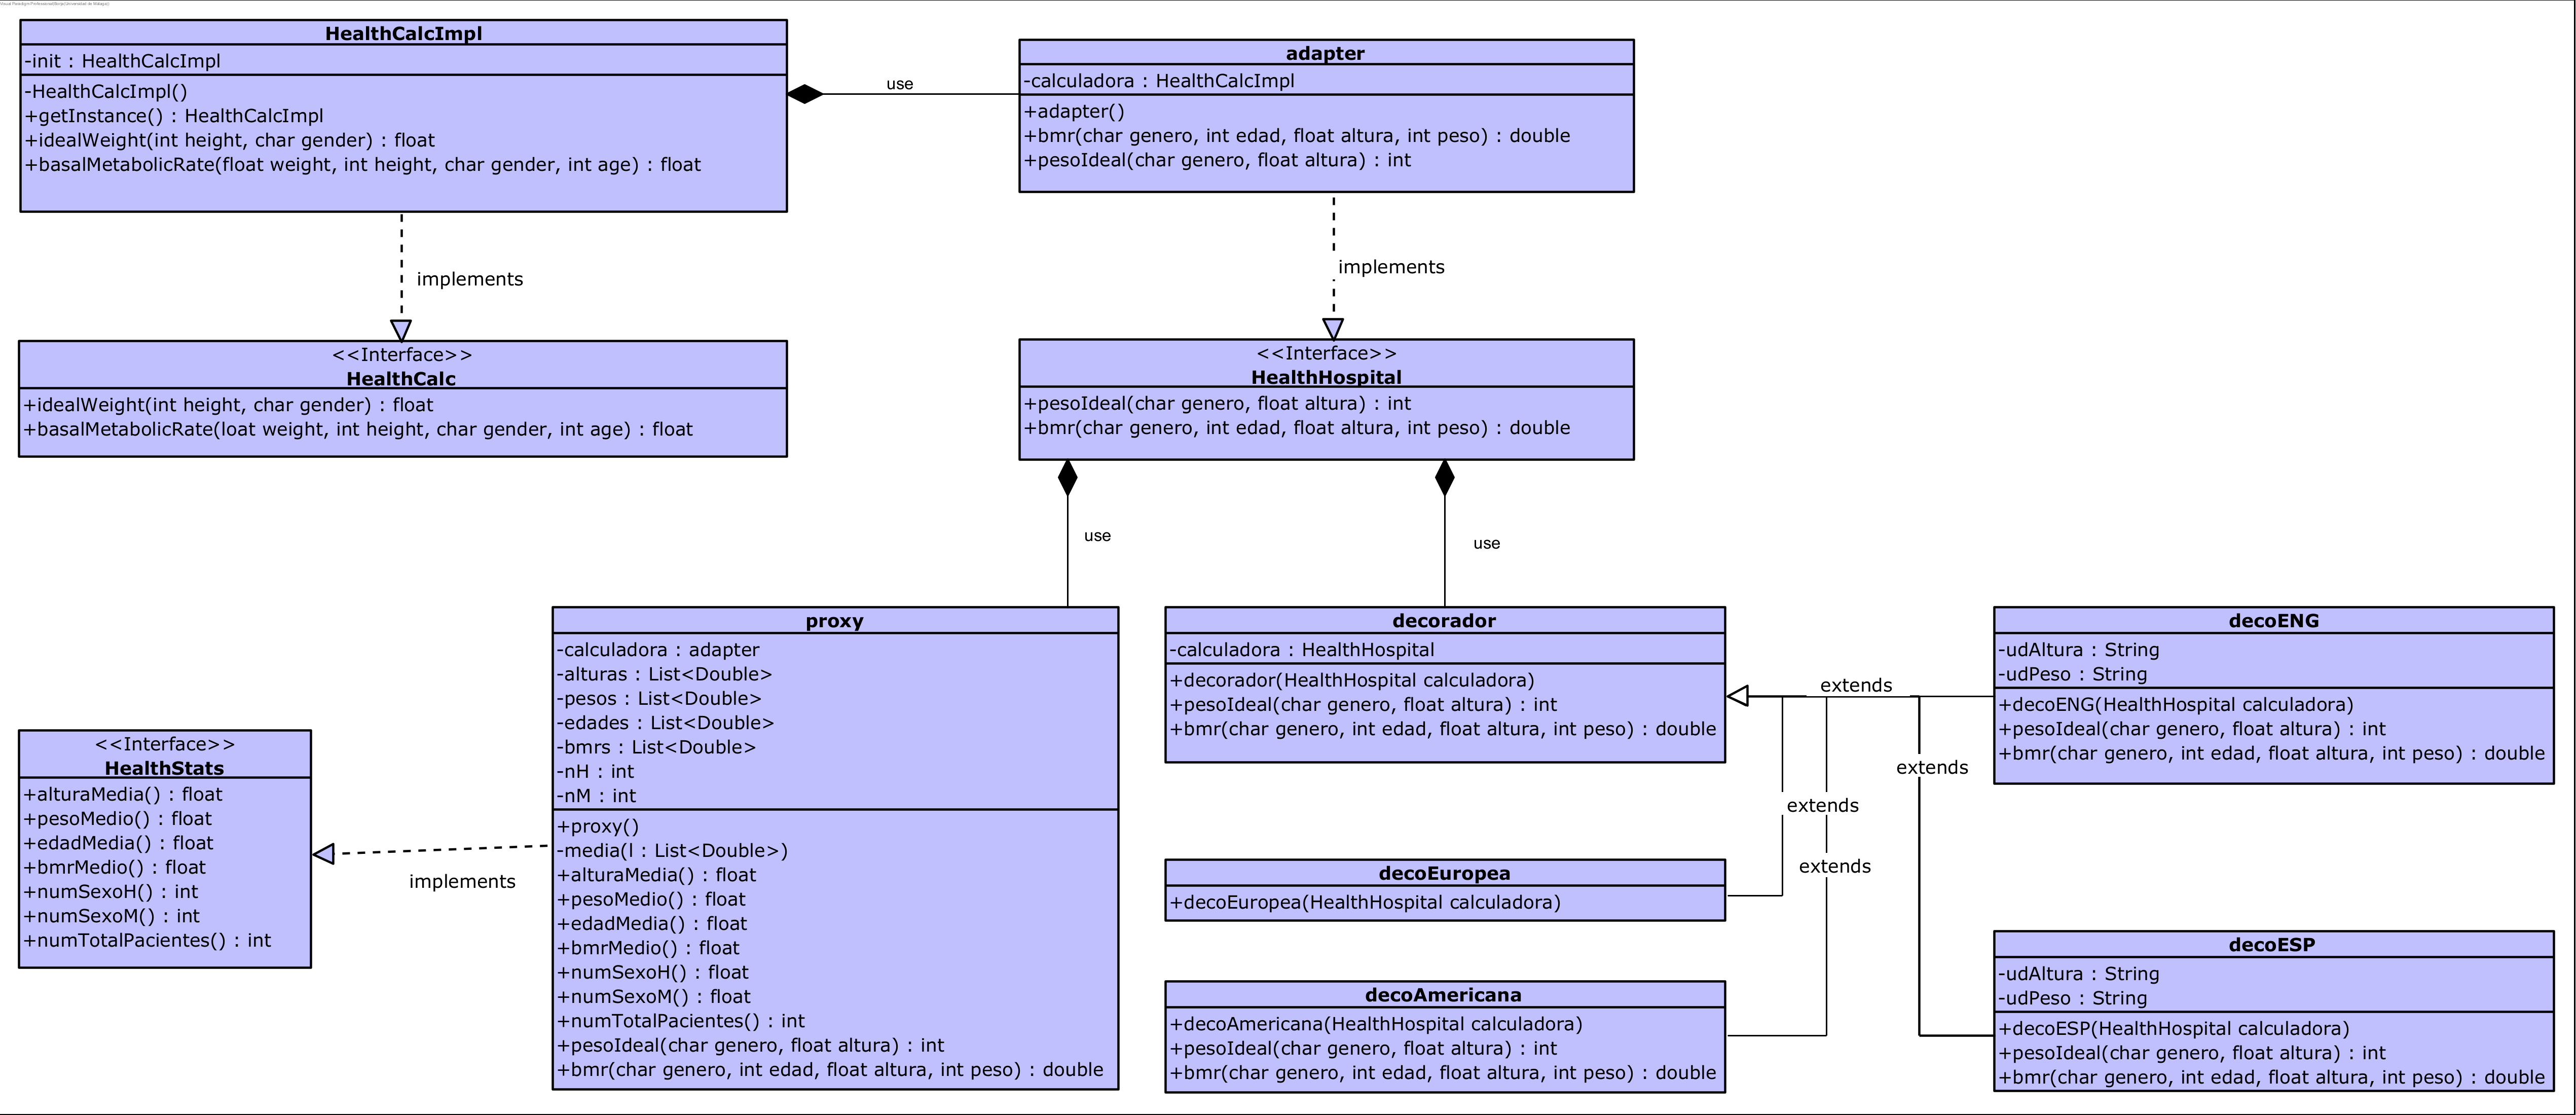 Visual Paradigm Professional(Sergio(Universidad de Málaga))
HealthCalcImpl
-init : HealthCalcImpl
-HealthCalcImpl()
+getInstance() : HealthCalcImpl
+idealWeight(int height, char gender) : float
+basalMetabolicRate(float weight, int height, char gender, int age) : float
use
adapter
-calculadora : HealthCalcImpl
+adapter()
+bmr(char genero, int edad, float altura, int peso) : double
+pesoIdeal(char genero, float altura) : int
implements
implements
<<Interface>>
HealthCalc
+idealWeight(int height, char gender) : float
+basalMetabolicRate(loat weight, int height, char gender, int age) : float
<<Interface>>
HealthHospital
+pesoIdeal(char genero, float altura) : int
+bmr(char genero, int edad, float altura, int peso) : double
use
use
<<Interface>>
HealthStats
+alturaMedia() : float
+pesoMedio() : float
+edadMedia() : float
+bmrMedio() : float
+numSexoH() : int
+numSexoM() : int
+numTotalPacientes() : int
implements
proxy
-calculadora : adapter
-alturas : List<Double>
-pesos : List<Double>
-edades : List<Double>
-bmrs : List<Double>
-nH : int
-nM : int
+proxy()
-media(l : List<Double>)
+alturaMedia() : float
+pesoMedio() : float
+edadMedia() : float
+bmrMedio() : float
+numSexoH() : float
+numSexoM() : float
+numTotalPacientes() : int
+pesoIdeal(char genero, float altura) : int
+bmr(char genero, int edad, float altura, int peso) : double
decorador
-calculadora : HealthHospital
+decorador(HealthHospital calculadora)
+pesoIdeal(char genero, float altura) : int
+bmr(char genero, int edad, float altura, int peso) : double
extends
extends
extends
extends
decoEuropea
+decoEuropea(HealthHospital calculadora)
decoAmericana
+decoAmericana(HealthHospital calculadora)
+pesoIdeal(char genero, float altura) : int
+bmr(char genero, int edad, float altura, int peso) : double
decoENG
-udAltura : String
-udPeso : String
+decoENG(HealthHospital calculadora)
+pesoIdeal(char genero, float altura) : int
+bmr(char genero, int edad, float altura, int peso) : double
decoESP
-udAltura : String
-udPeso : String
+decoESP(HealthHospital calculadora)
+pesoIdeal(char genero, float altura) : int
+bmr(char genero, int edad, float altura, int peso) : double